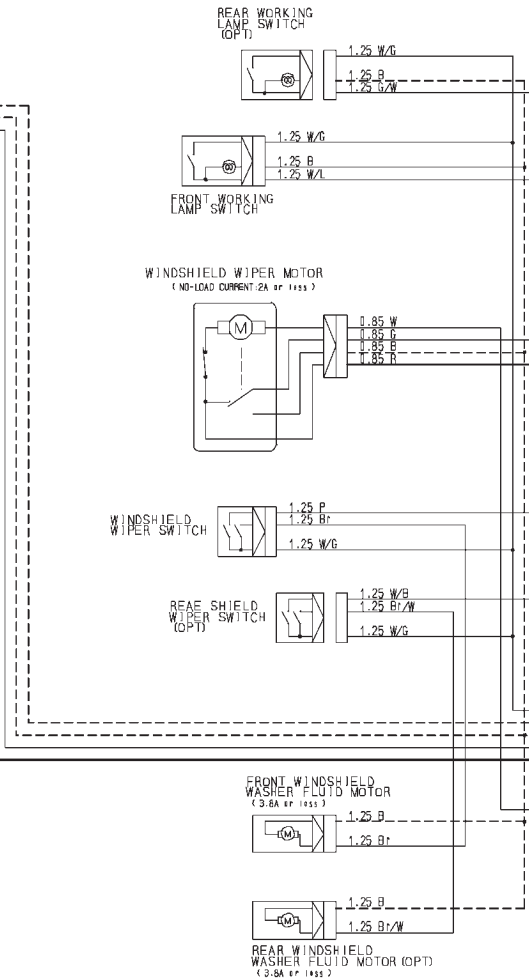 REAR WORKING
LAMP SWITCH
(OPT)
1.25 W/G
1.25 B
1.25 G/W
1.25 W/G
1.25 B
1.25 W/L
FRONT WORKING
LAMP SWITCH
WINDSHIELD WIPER MOTOR
(NO-LOAD CURRENT:2A or less)
M
0.85 W
0.85 G
0.85 B
0.85 R
WINDSHIELD
WIPER SWITCH
1.25 P
1.25 Br
1.25 W/G
REAE SHIELD
WIPER SWITCH
(OPT)
1.25 W/B
1.25 Br/W
1.25 W/G
FRONT WINDSHIELD
WASHER FLUID MOTOR
(3.8A or less)
M
1.25 B
1.25 Br
M
1.25 B
1.25 Br/W
REAR WINDSHIELD
WASHER FLUID MOTOR (OPT)
(3.8A or less)